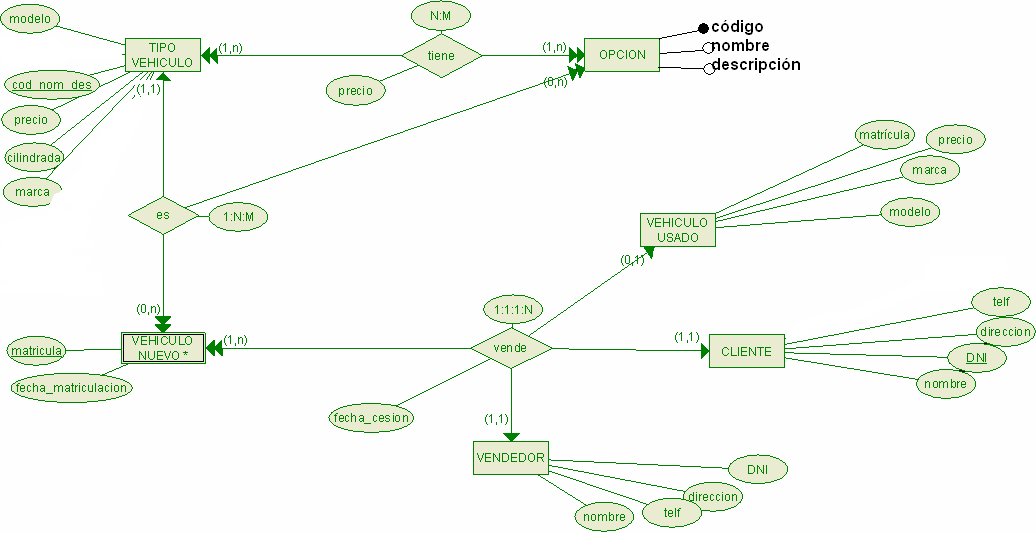 modelo
N:M
código
TIPO
VEHICULO
(1,n)
tiene
(1,n)
OPCION
nombre
descripción
(0,n)
cod_nom_des
(1,1)
precio
precio
cilindrada
marca
matrícula
precio
marca
modelo
es
1:N:M
VEHICULO
USADO
(0,1)
telf
(0,n)
1:1:1:N
direccion
matricula
VEHICULO
NUEVO *
(1,n)
vende
(1,1)
CLIENTE
DNI
nombre
fecha_matriculacion
fecha_cesion
(1,1)
VENDEDOR
DNI
direccion
telf
nombre